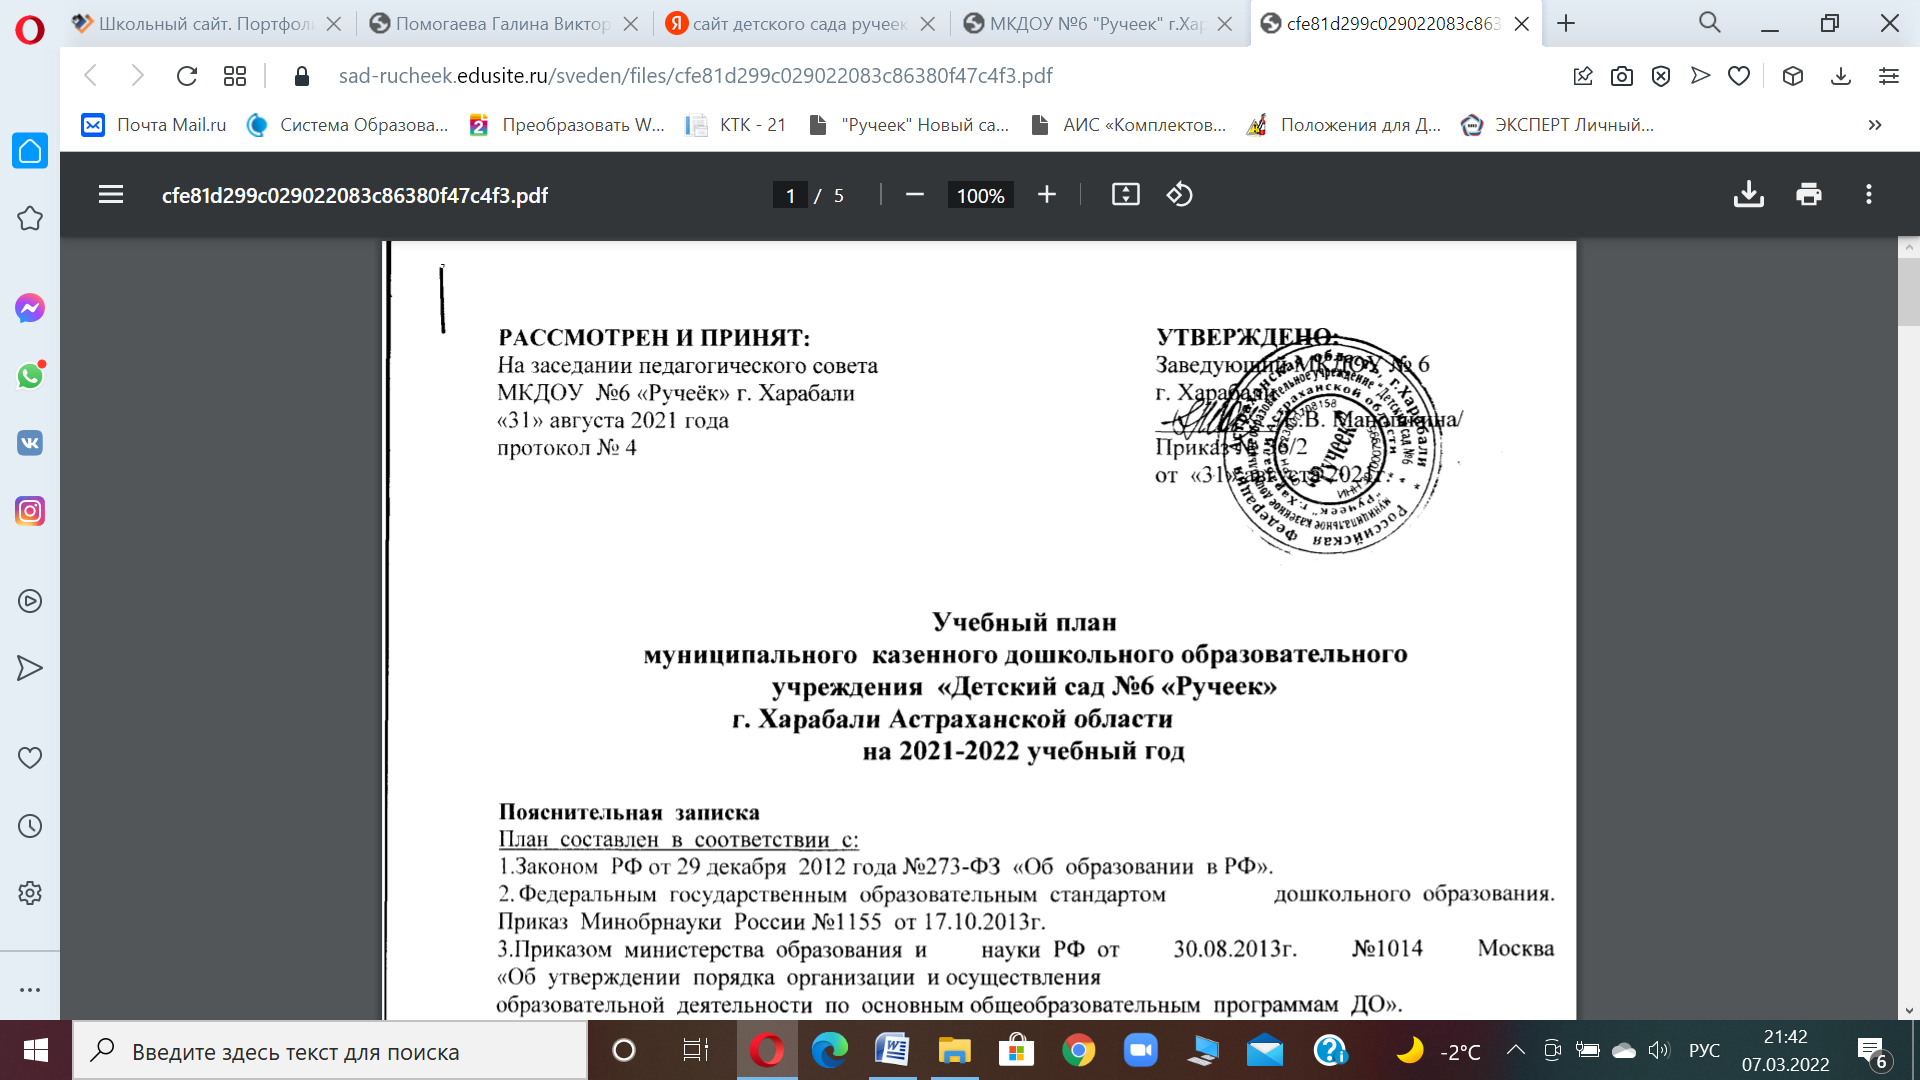 Школьный сайт. Портфоли
Помогаева Галина Виктор
сайт детского сада ручеек
МКДОУ №6 "Ручеек" г.Хар
cfe81d299c029022083c863
sad-rucheek.edusite.ru/sveden/files/cfe81d299c029022083c86380f47c4f3.pdf
Почта Mail.ru
Система Образова...
Преобразовать W...
КТК - 21
"Ручеек" Новый са...
АИС «Комплектов...
Положения для Д...
ЭКСПЕРТ Личный...
cfe81d299c029022083c86380f47c4f3.pdf
1 / 5
100%
РАССМОТРЕН И ПРИНЯТ:
На заседании педагогического совета
МКДОУ №6 «Ручеёк» г. Харабали
«31» августа 2021 года
протокол № 4
УТВЕРЖДЕНО:
Заведующий МКДОУ № 6
г. Харабали
Приказ № 36/2
от «31» августа 2021г.
"Ручеек"
Учебный план
муниципального казенного дошкольного образовательного
учреждения «Детский сад №6 «Ручеек»
г. Харабали Астраханской области
на 2021-2022 учебный год
Пояснительная записка
План составлен в соответствии с:
1.Законом РФ от 29 декабря 2012 года №273-ФЗ «Об образовании в РФ».
2. Федеральным государственным образовательным стандартом дошкольного образования.
Приказ Минобрнауки России №1155 от 17.10.2013г.
3.Приказом министерства образования и науки РФ от 30.08.2013г. №1014 Москва
«Об утверждении порядка организации и осуществления
образовательной деятельности по основным общеобразовательным программам ДО».
Введите здесь текст для поиска
-2°C
РУС
21:42
07.03.2022
6